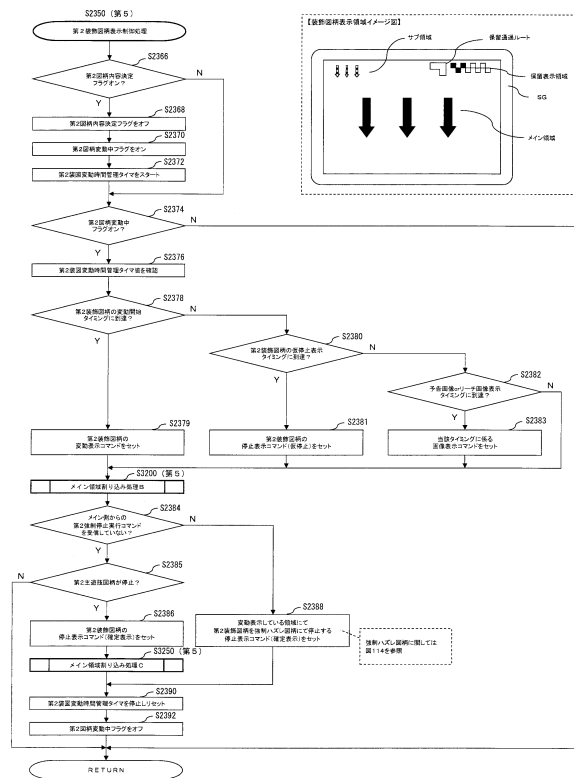 S2350 (第5)
第2装飾図柄表示制御処理
S2366
第2図柄内容決定
フラグオン?
N
Y
S2368
第2図柄内容決定フラグをオフ
S2370
第2図柄変動中フラグをオン
S2372
第2装図変動時間管理タイマをスタート
【装飾図柄表示領域イメージ図】
サブ領域
保留通過ルート
保留表示領域
SG
メイン領域
S2374
第2図柄変動中
フラグオン?
N
Y
S2376
第2装図変動時間管理タイマ値を確認
S2378
第2装飾図柄の変動開始
タイミングに到達?
N
Y
S2380
第2装飾図柄の仮停止表示
タイミングに到達?
N
Y
S2382
予告画像orリーチ画像表示
タイミングに到達?
N
Y
S2379
第2装飾図柄の
変動表示コマンドをセット
S2381
第2装飾図柄の
停止表示コマンド(仮停止)をセット
S2383
当該タイミングに係る
画像表示コマンドをセット
S3200 (第5)
メイン領域割り込み処理B
S2384
メイン側からの
第2強制停止実行コマンド
を受信していない?
N
Y
S2385
第2主遊技図柄が停止?
N
Y
S2386
第2装飾図柄の
停止表示コマンド(確定表示)をセット
S2388
変動表示している領域にて
第2装飾図柄を強制ハズレ図柄にて停止する
停止表示コマンド(確定表示)をセット
強制ハズレ図柄に関しては
図114を参照
S3250 (第5)
メイン領域割り込み処理C
S2390
第2装図変動時間管理タイマを停止しリセット
S2392
第2図柄変動中フラグをオフ
RETURN